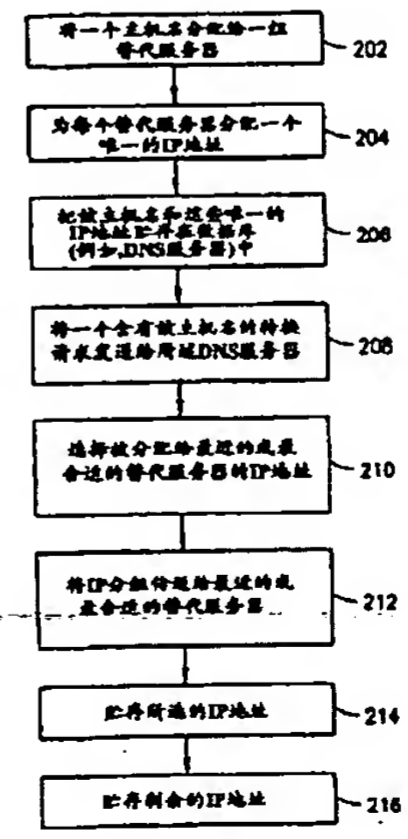 将一个主机名分配给一组
替代服务器
202
为每个替代服务器分配一个
唯一的IP地址
204
把该主机名和这些唯一的
IP地址贮存在数据库
(例如,DNS服务器)中
206
将一个含有该主机名的转换
请求发送给所述DNS服务器
208
选择被分配给最近的或最
合适的替代服务器的IP地址
210
将IP分组传递给最近的或
最合适的替代服务器
212
贮存所选的IP地址
214
贮存剩余的IP地址
216